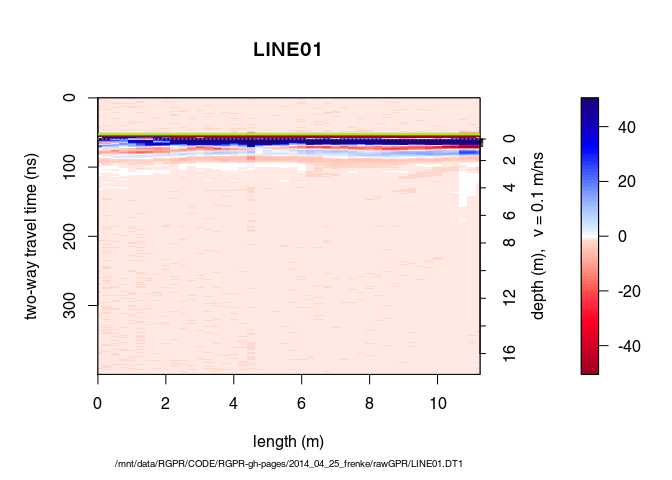 LINE01
0
100
200
300
two-way travel time (ns)
0
2
4
6
8
12
16
depth (m),   v = 0.1 m/ns
40
20
0
-20
-40
0 2 4 6 8 10
length (m)
/mnt/data/RGPR/CODE/RGPR-gh-pages/2014_04_25_frenke/rawGPR/LINE01.DT1